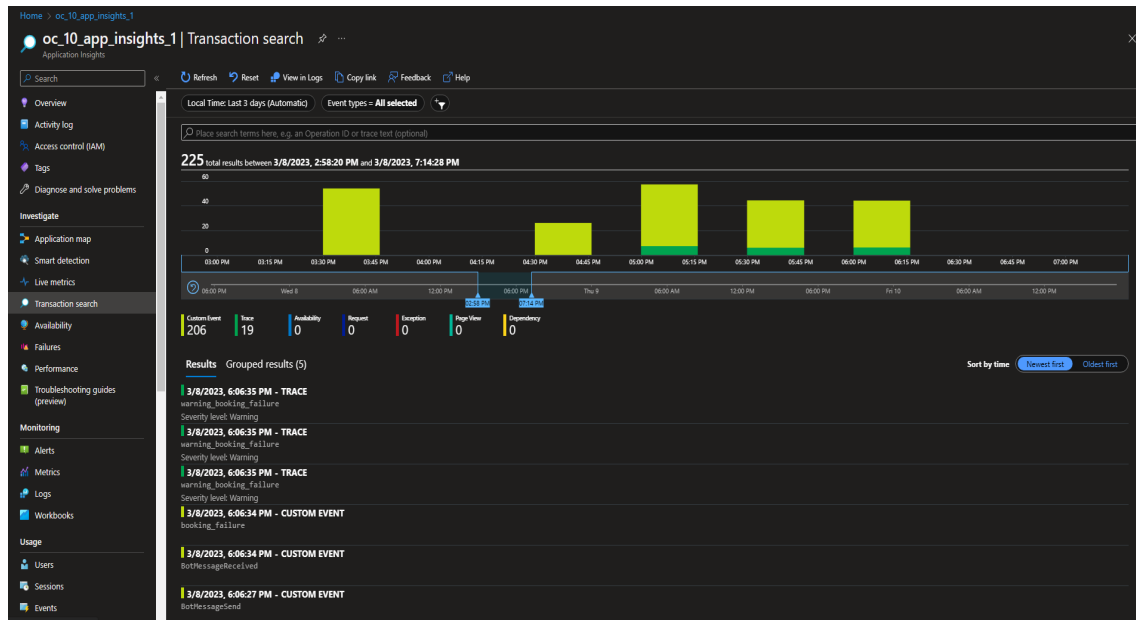 Home > oc_10_app_insights_1
oc_10_app_insights_1 | Transaction search
Application Insights
Search
Refresh Reset View in Logs Copy link Feedback Help
Overview
Activity log
Access control (IAM)
Tags
Diagnose and solve problems
Investigate
Application map
Smart detection
Live metrics
Transaction search
Availability
Failures
Performance
Troubleshooting guides
(preview)
Monitoring
Alerts
Metrics
Logs
Workbooks
Usage
Users
Sessions
Events
Local Time: Last 3 days (Automatic) Event types = All selected
Place search terms here, e.g. an Operation ID or trace text (optional)
225 total results between 3/8/2023, 2:58:20 PM and 3/8/2023, 7:14:28 PM
60
40
20
0
03:00 PM 03:15 PM 03:30 PM 03:45 PM 04:00 PM 04:15 PM 04:30 PM 04:45 PM 05:00 PM 05:15 PM 05:30 PM 05:45 PM 06:00 PM 06:15 PM 06:30 PM 06:45 PM 07:00 PM
06:00 PM Wed 8 06:00 AM 12:00 PM 06:00 PM Thu 9 06:00 AM 12:00 PM 06:00 PM Fri 10 06:00 AM 12:00 PM
02:58 PM 07:14 PM
Custom Event Trace Availability Request Exception Page View Dependency
206 19 0 0 0 0 0
Results Grouped results (5)
Sort by time Newest first Oldest first
3/8/2023, 6:06:35 PM - TRACE
warning_booking_failure
Severity level: Warning
3/8/2023, 6:06:35 PM - TRACE
warning_booking_failure
Severity level: Warning
3/8/2023, 6:06:35 PM - TRACE
warning_booking_failure
Severity level: Warning
3/8/2023, 6:06:34 PM - CUSTOM EVENT
booking_failure
3/8/2023, 6:06:34 PM - CUSTOM EVENT
BotMessageReceived
3/8/2023, 6:06:27 PM - CUSTOM EVENT
BotMessageSend